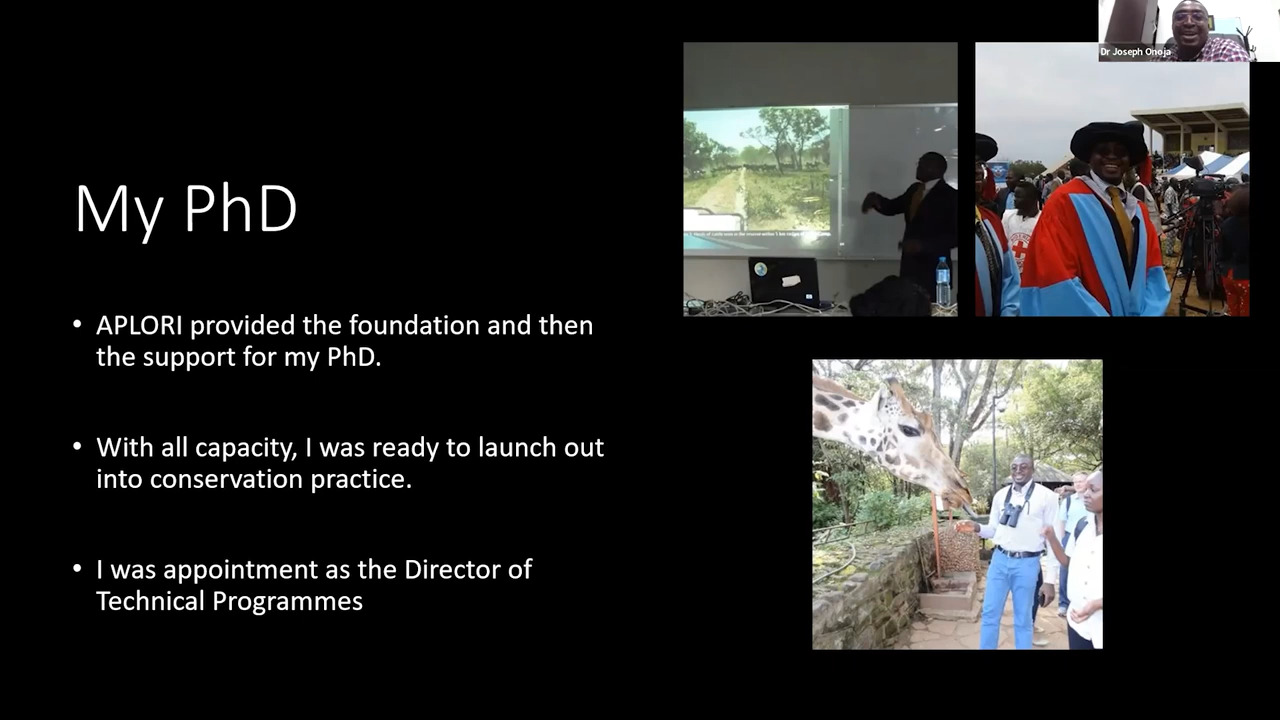 Dr Joseph Onoja
My PhD
• APLORI provided the foundation and then
the support for my PhD.
• With all capacity, I was ready to launch out
into conservation practice.
• I was appointment as the Director of
Technical Programmes